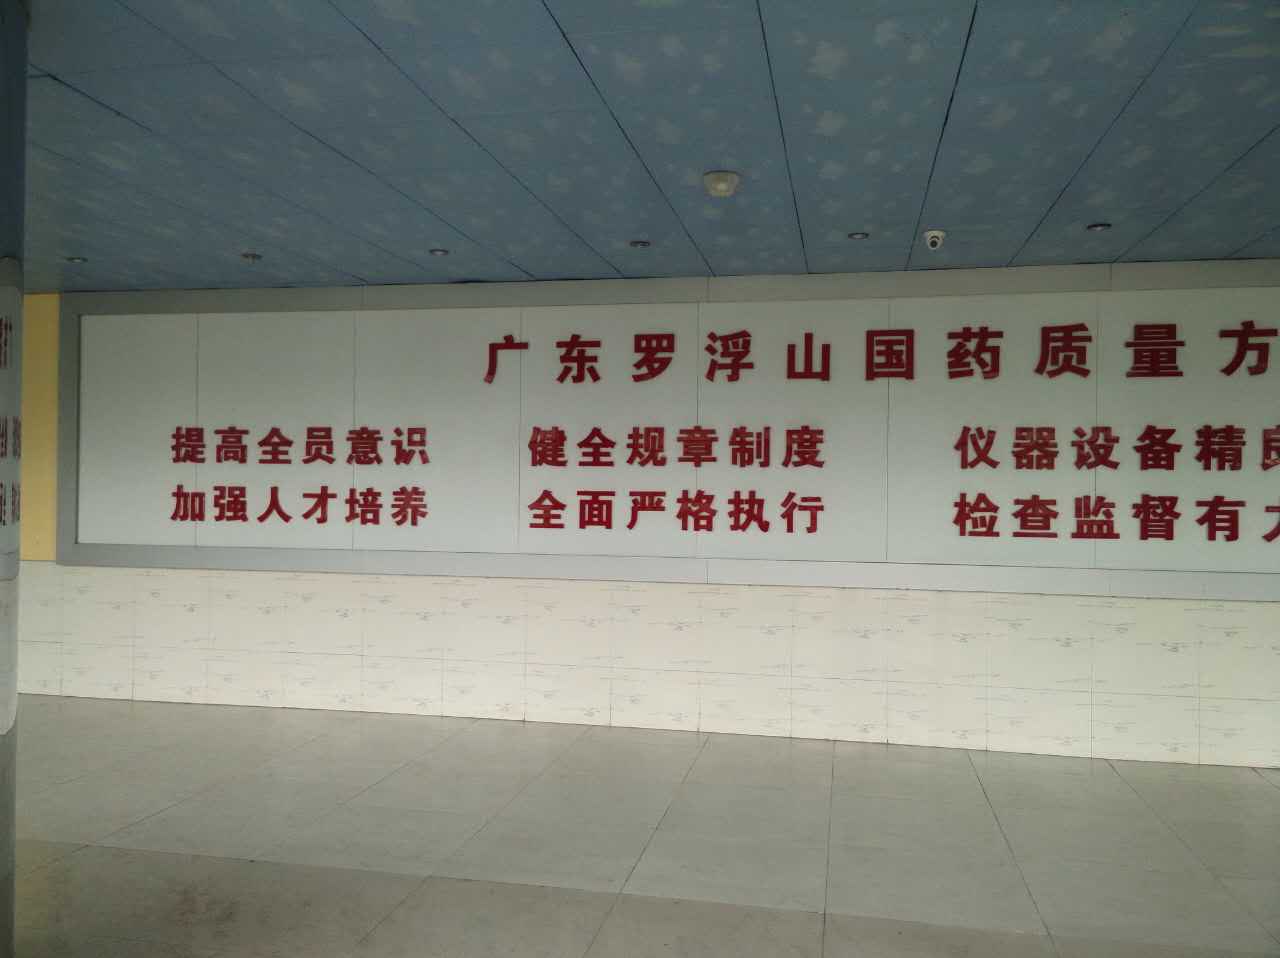 广东罗浮山国药质量方
提高全员意识 健全规章制度 仪器设备精良
加强人才培养 全面严格执行 检查监督有